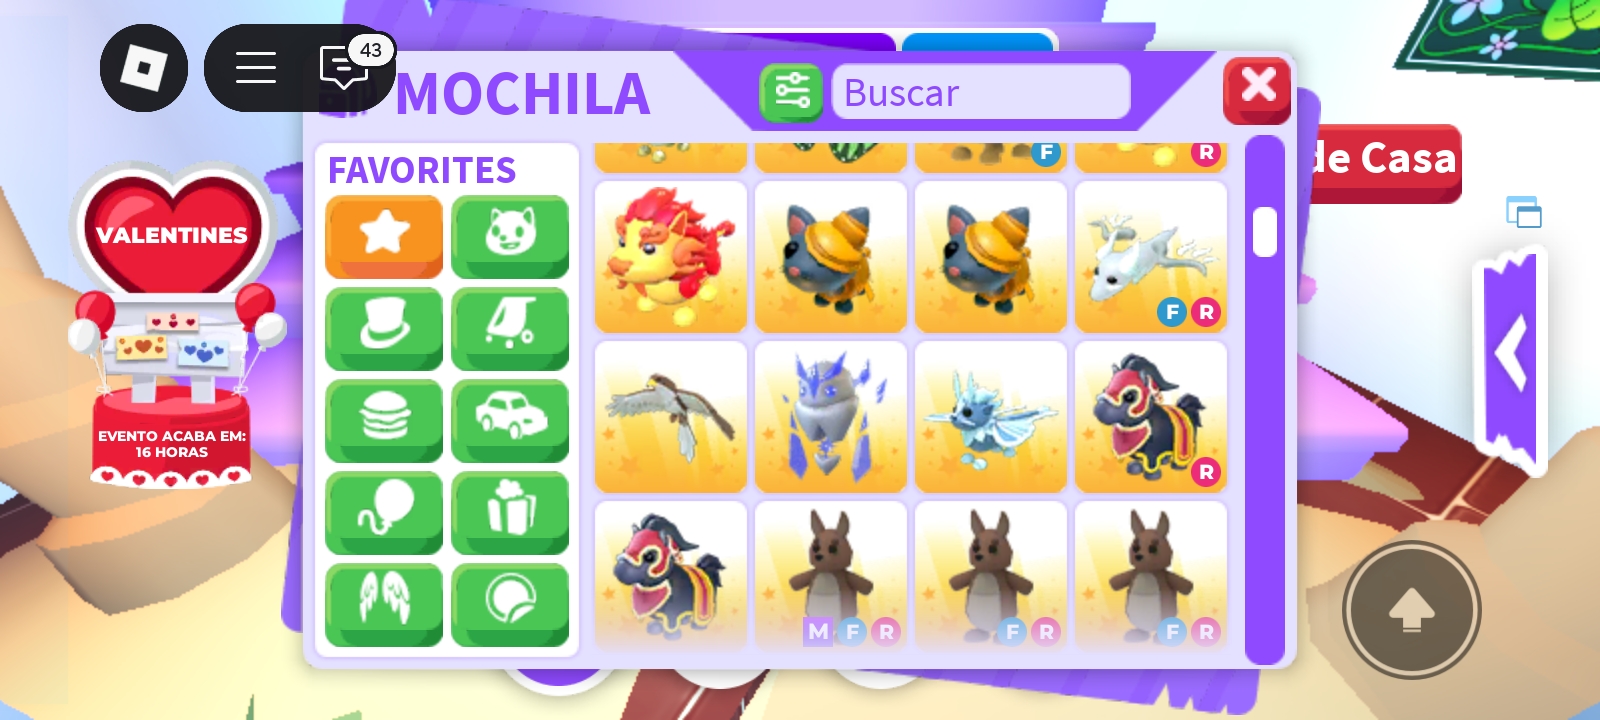 43
MOCHILA
Buscar
de Casa
FAVORITES
F
R
VALENTINES
F R
EVENTO ACABA EM:
16 HORAS
R
M F R
F R
F R